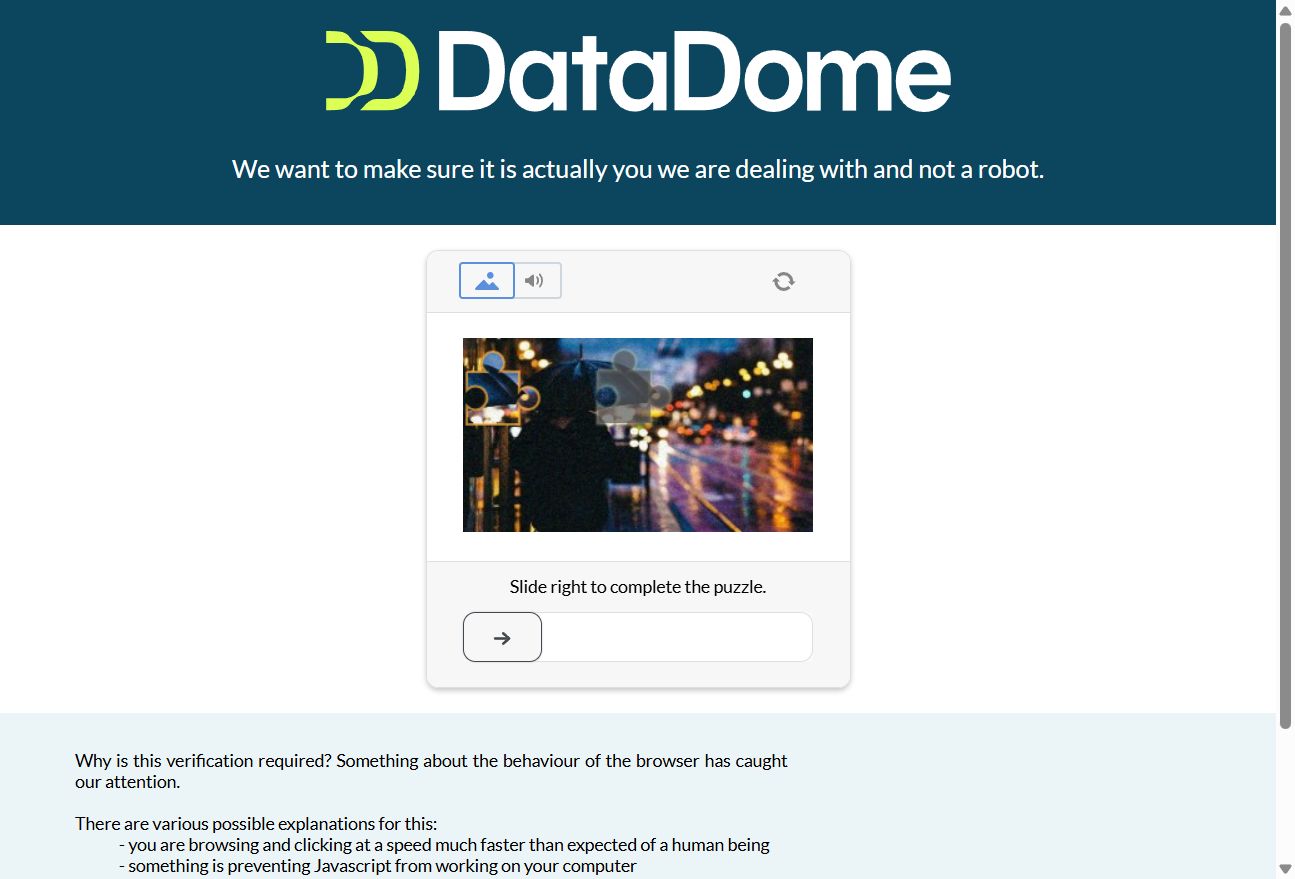 DataDome
We want to make sure it is actually you we are dealing with and not a robot.
Slide right to complete the puzzle.
Why is this verification required? Something about the behaviour of the browser has caught
our attention.
There are various possible explanations for this:
- you are browsing and clicking at a speed much faster than expected of a human being
- something is preventing Javascript from working on your computer